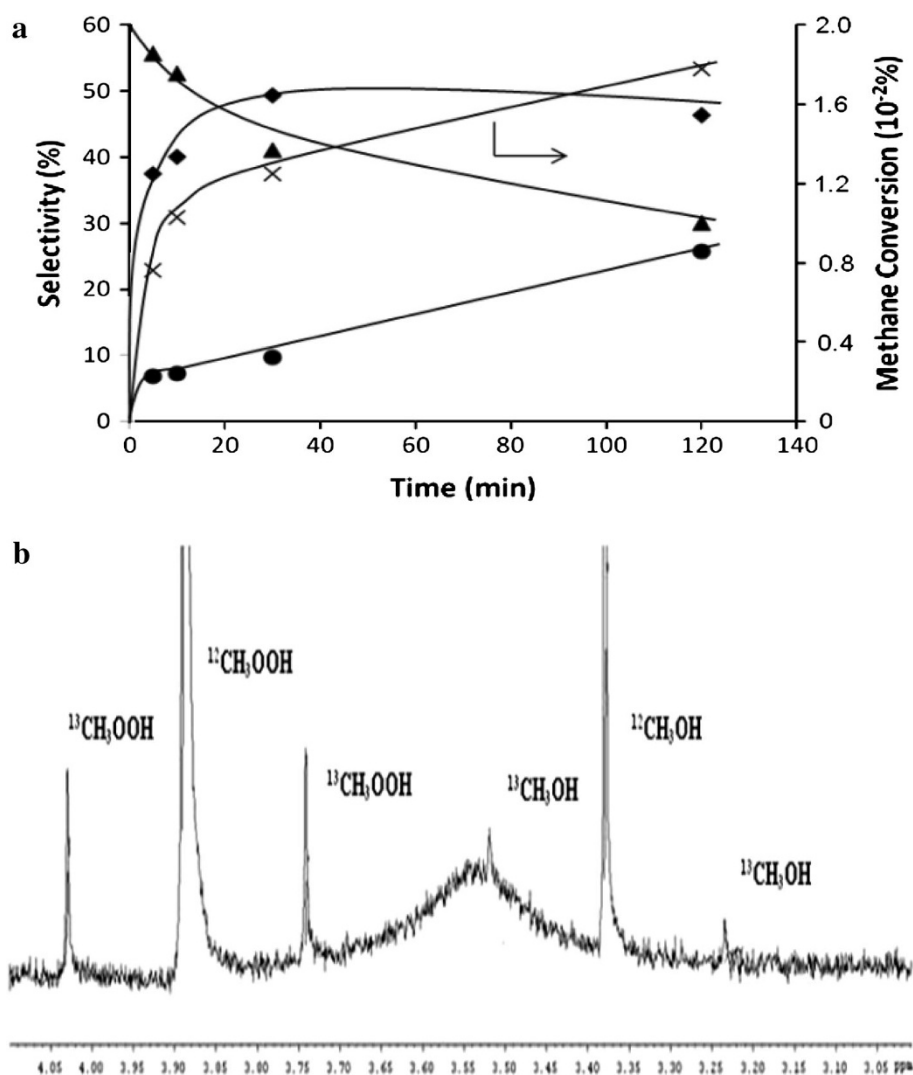 a
60
50
40
30
20
10
0
Selectivity (%)
2.0
1.6
1.2
0.8
0.4
0
Methane Conversion (10⁻²%)
0 20 40 60 80 100 120 140
Time (min)
b
¹²CH₃OOH
¹³CH₃OOH
¹²CH₃OH
¹³CH₃OOH
¹³CH₃OH
¹³CH₃OH
4.05 4.00 3.95 3.90 3.85 3.80 3.75 3.70 3.65 3.60 3.55 3.50 3.45 3.40 3.35 3.30 3.25 3.20 3.15 3.10 3.05 ppm